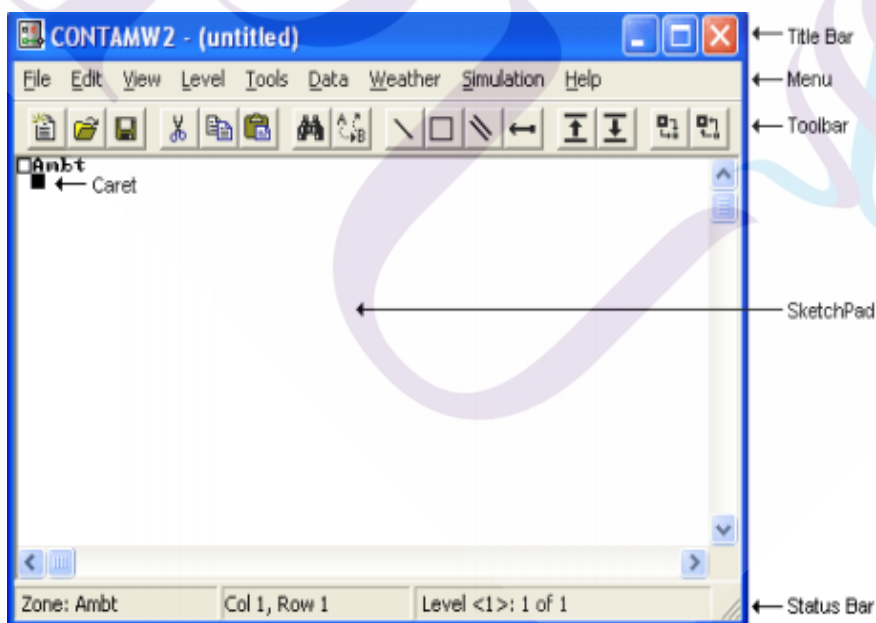 CONTAMW2 - (untitled)
Title Bar
File Edit View Level Tools Data Weather Simulation Help
Menu
A B
Toolbar
Ambt
Caret
SketchPad
Zone: Ambt Col 1, Row 1 Level <1>: 1 of 1
Status Bar